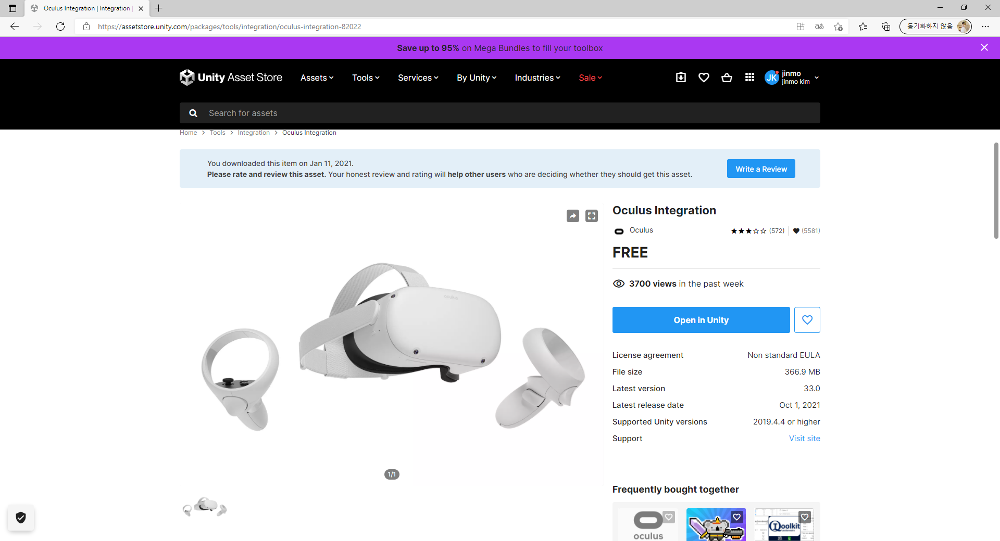 Oculus Integration | Integration |
https://assetstore.unity.com/packages/tools/integration/oculus-integration-82022
aあ
동기화하지 않음
Save up to 95% on Mega Bundles to fill your toolbox
Unity Asset Store
Assets
Tools
Services
By Unity
Industries
Sale
JK
jinmo
jinmo kim
Search for assets
Home > Tools > Integration > Oculus Integration
You downloaded this item on Jan 11, 2021.
Please rate and review this asset. Your honest review and rating will help other users who are deciding whether they should get this asset.
Write a Review
oculus
1/1
Oculus Integration
Oculus
(572)
(5581)
FREE
3700 views in the past week
Open in Unity
License agreement Non standard EULA
File size 366.9 MB
Latest version 33.0
Latest release date Oct 1, 2021
Supported Unity versions 2019.4.4 or higher
Support Visit site
Frequently bought together
oculus
Qoolkit